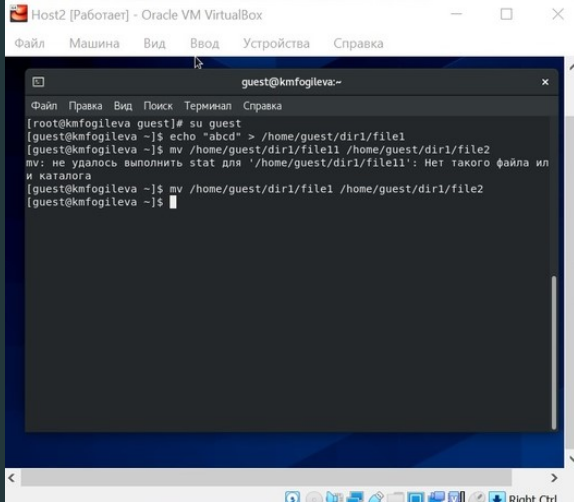 Host2 [Работает] - Oracle VM VirtualBox
Файл Машина Вид Ввод Устройства Справка
guest@kmfogileva:~
Файл Правка Вид Поиск Терминал Справка
[root@kmfogileva guest]# su guest
[guest@kmfogileva ~]$ echo "abcd" > /home/guest/dir1/file1
[guest@kmfogileva ~]$ mv /home/guest/dir1/file11 /home/guest/dir1/file2
mv: не удалось выполнить stat для '/home/guest/dir1/file11': Нет такого файла ил
и каталога
[guest@kmfogileva ~]$ mv /home/guest/dir1/file1 /home/guest/dir1/file2
[guest@kmfogileva ~]$
Right Ctrl